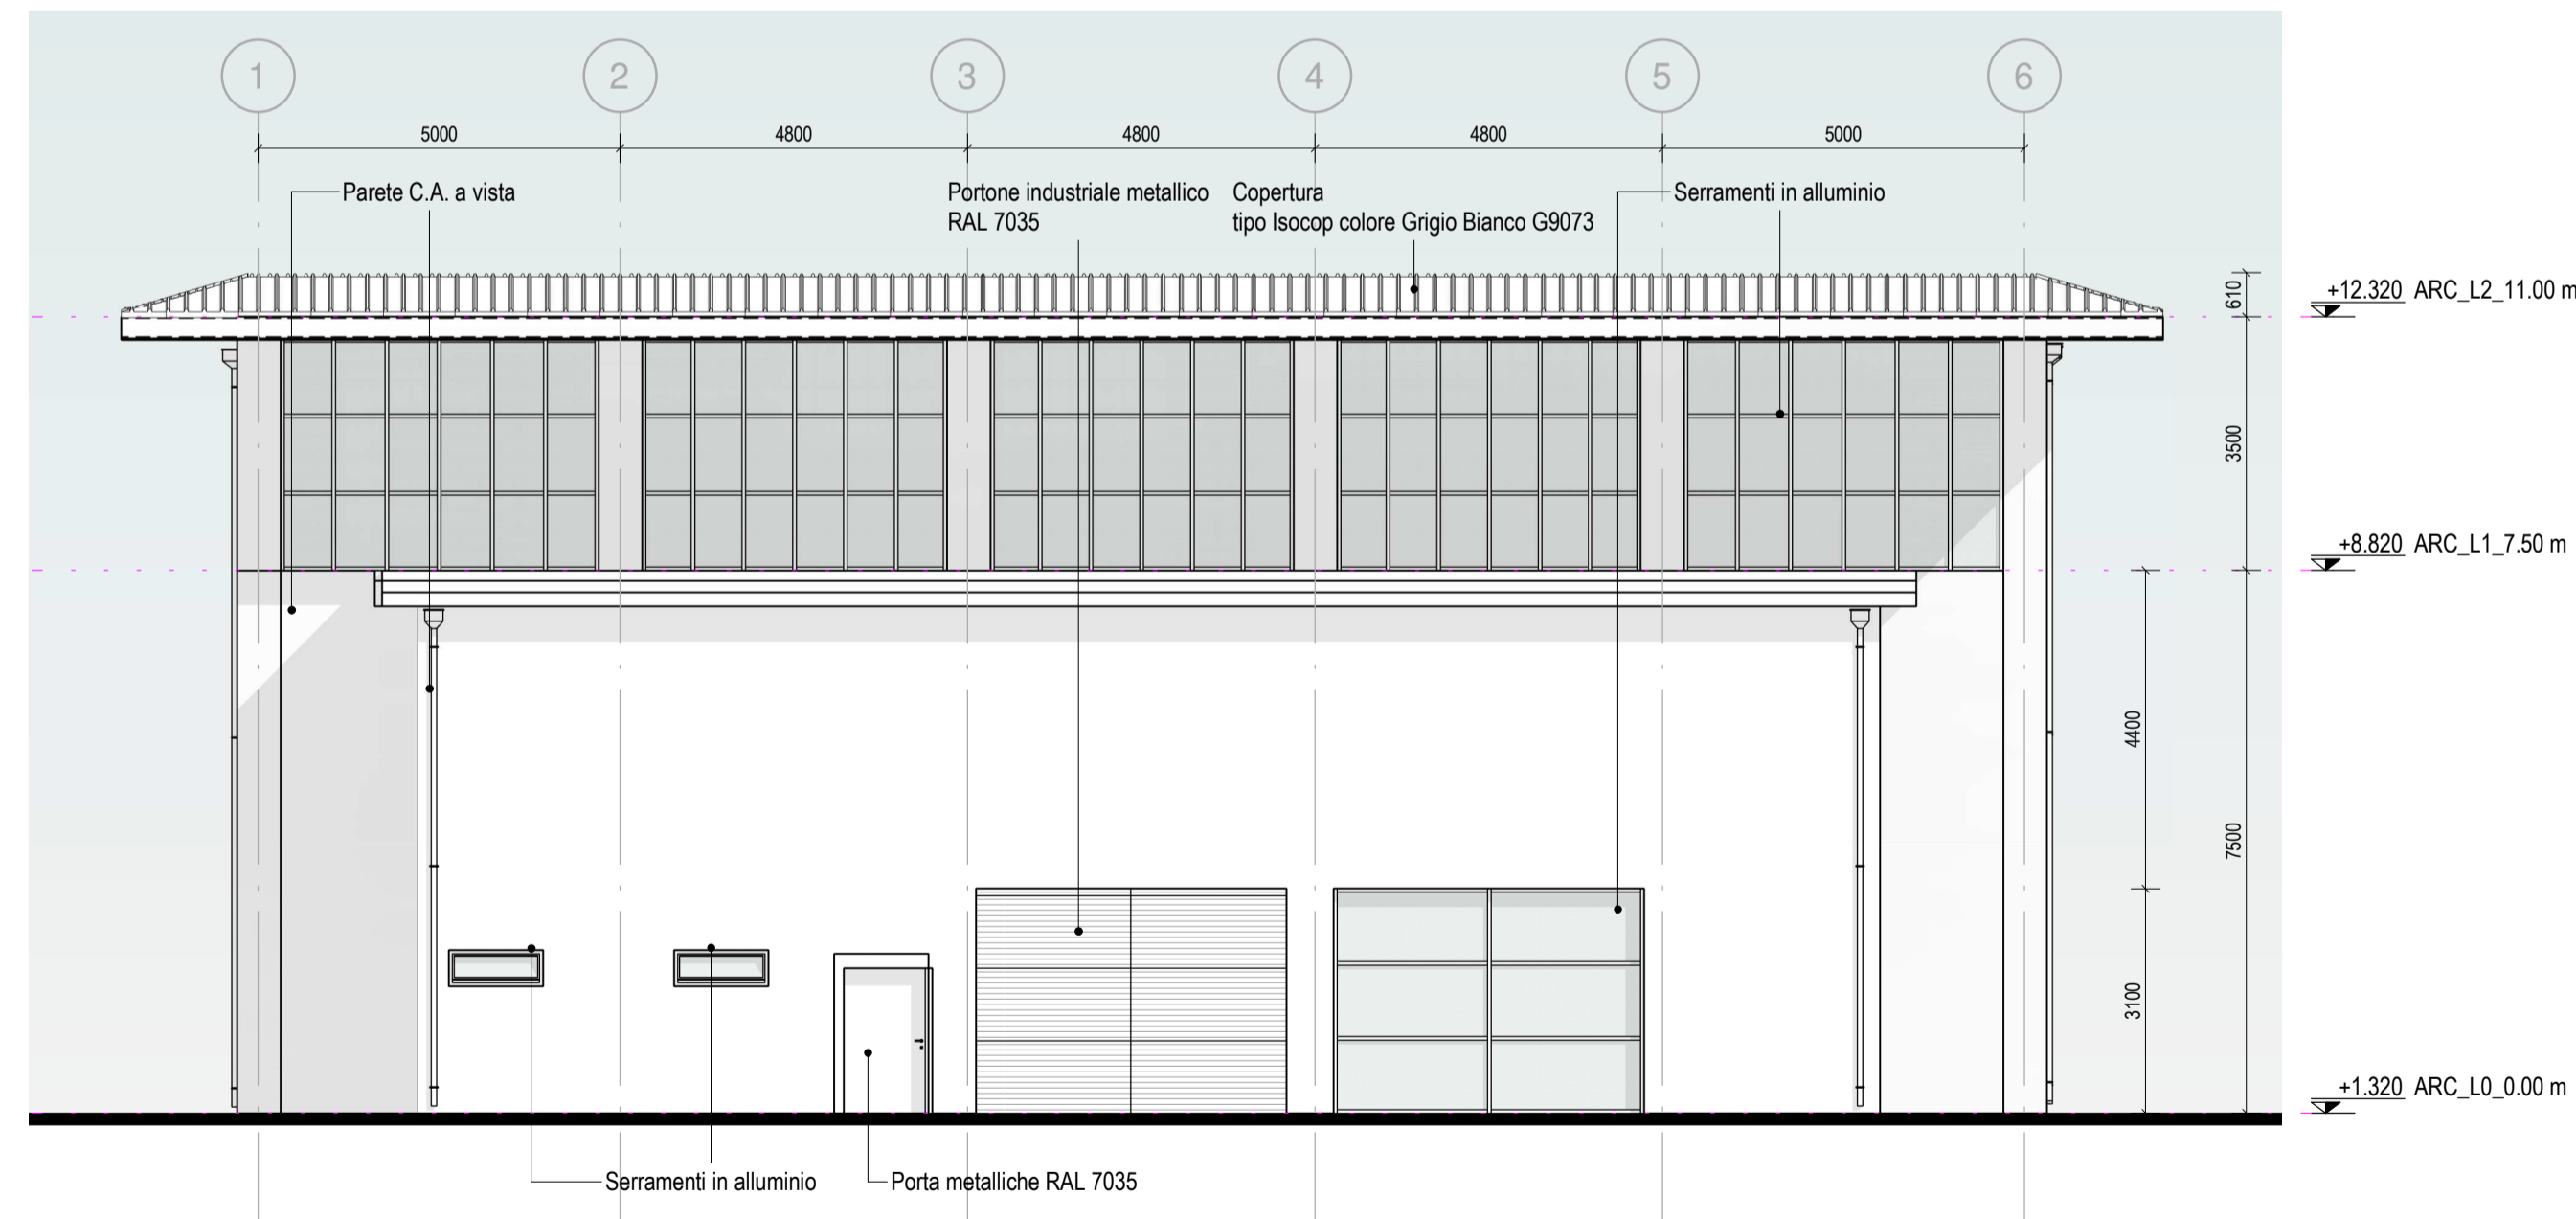 1 2 3 4 5 6
5000 4800 4800 4800 5000
Parete C.A. a vista
Portone industriale metallico
RAL 7035
Copertura
tipo Isocop colore Grigio Bianco G9073
Serramenti in alluminio
610
+12.320 ARC_L2_11.00 m
3500
+8.820 ARC_L1_7.50 m
4400
7500
3100
+1.320 ARC_L0_0.00 m
Serramenti in alluminio
Porta metalliche RAL 7035